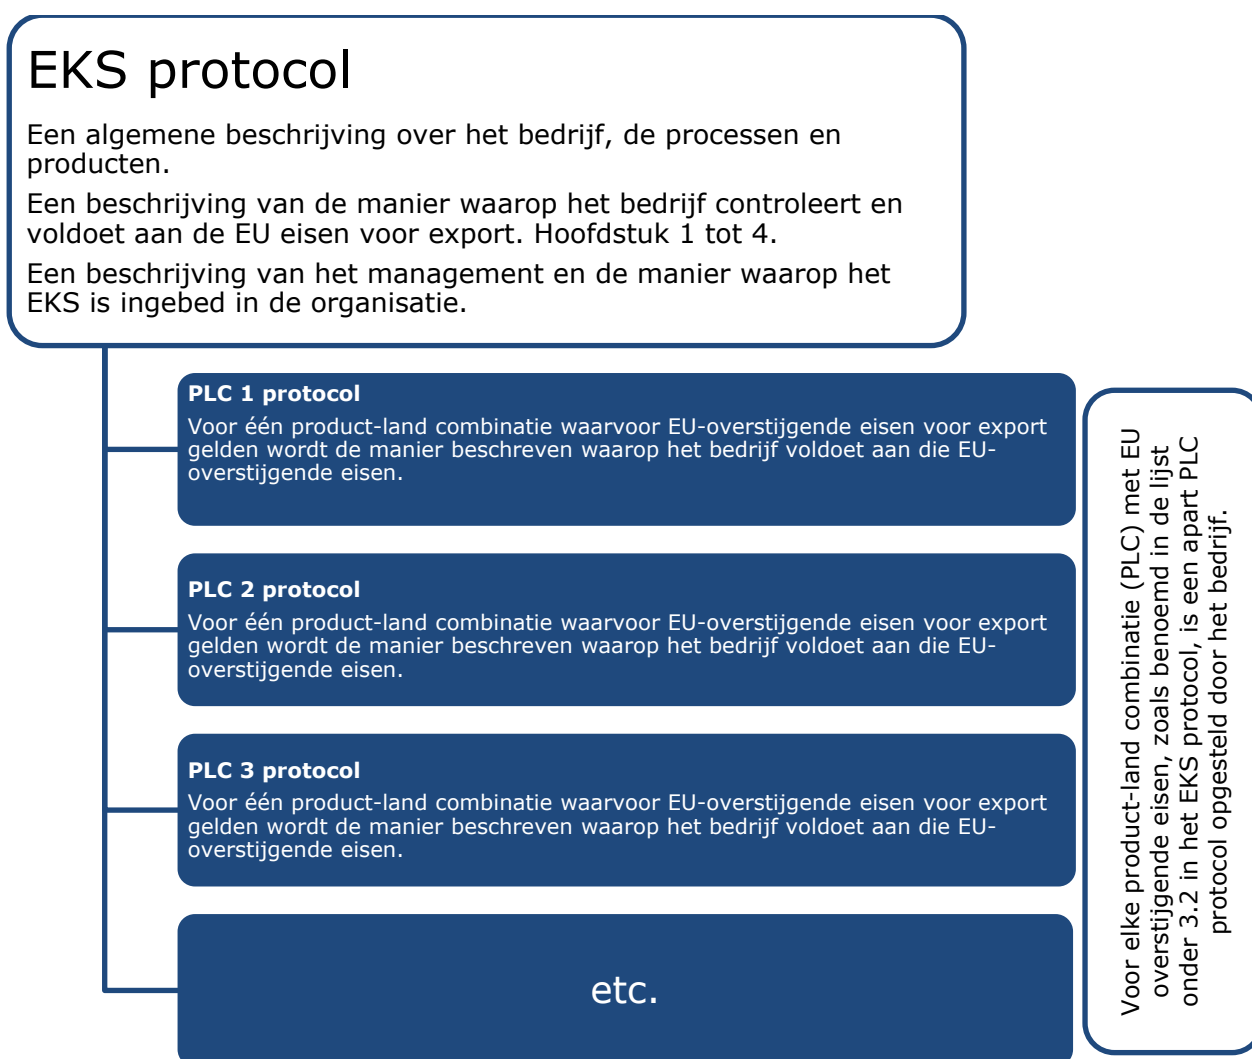 EKS protocol
Een algemene beschrijving over het bedrijf, de processen en
producten.
Een beschrijving van de manier waarop het bedrijf controleert en
voldoet aan de EU eisen voor export. Hoofdstuk 1 tot 4.
Een beschrijving van het management en de manier waarop het
EKS is ingebed in de organisatie.
PLC 1 protocol
Voor één product-land combinatie waarvoor EU-overstijgende eisen voor export
gelden wordt de manier beschreven waarop het bedrijf voldoet aan die EU-
overstijgende eisen.
PLC 2 protocol
Voor één product-land combinatie waarvoor EU-overstijgende eisen voor export
gelden wordt de manier beschreven waarop het bedrijf voldoet aan die EU-
overstijgende eisen.
PLC 3 protocol
Voor één product-land combinatie waarvoor EU-overstijgende eisen voor export
gelden wordt de manier beschreven waarop het bedrijf voldoet aan die EU-
overstijgende eisen.
etc.
Voor elke product-land combinatie (PLC) met EU
overstijgende eisen, zoals benoemd in de lijst
onder 3.2 in het EKS protocol, is een apart PLC
protocol opgesteld door het bedrijf.